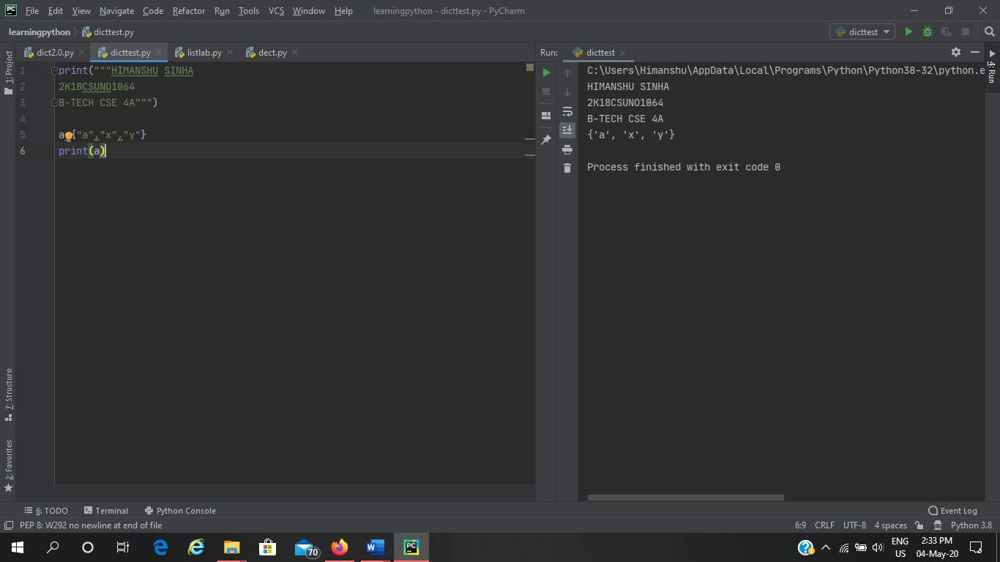 File Edit View Navigate Code Refactor Run Tools VCS Window Help learningpython - dicttest.py - PyCharm
learningpython dicttest.py dicttest
dict2.0.py dicttest.py listlab.py dect.py Run: dicttest
1: Project
4: Run
1 print("""HIMANSHU SINHA
2 2K18CSUNO1064
3 B-TECH CSE 4A""")
4
5 a {"a","x","y"}
6 print(a)
C:\Users\Himanshu\AppData\Local\Programs\Python\Python38-32\python.e
HIMANSHU SINHA
2K18CSUNO1064
B-TECH CSE 4A
{'a', 'x', 'y'}
Process finished with exit code 0
7: Structure
2: Favorites
6: TODO Terminal Python Console Event Log
PEP 8: W292 no newline at end of file 6:9 CRLF UTF-8 4 spaces Python 3.8
70 PC ENG 2:33 PM
US 04-May-20